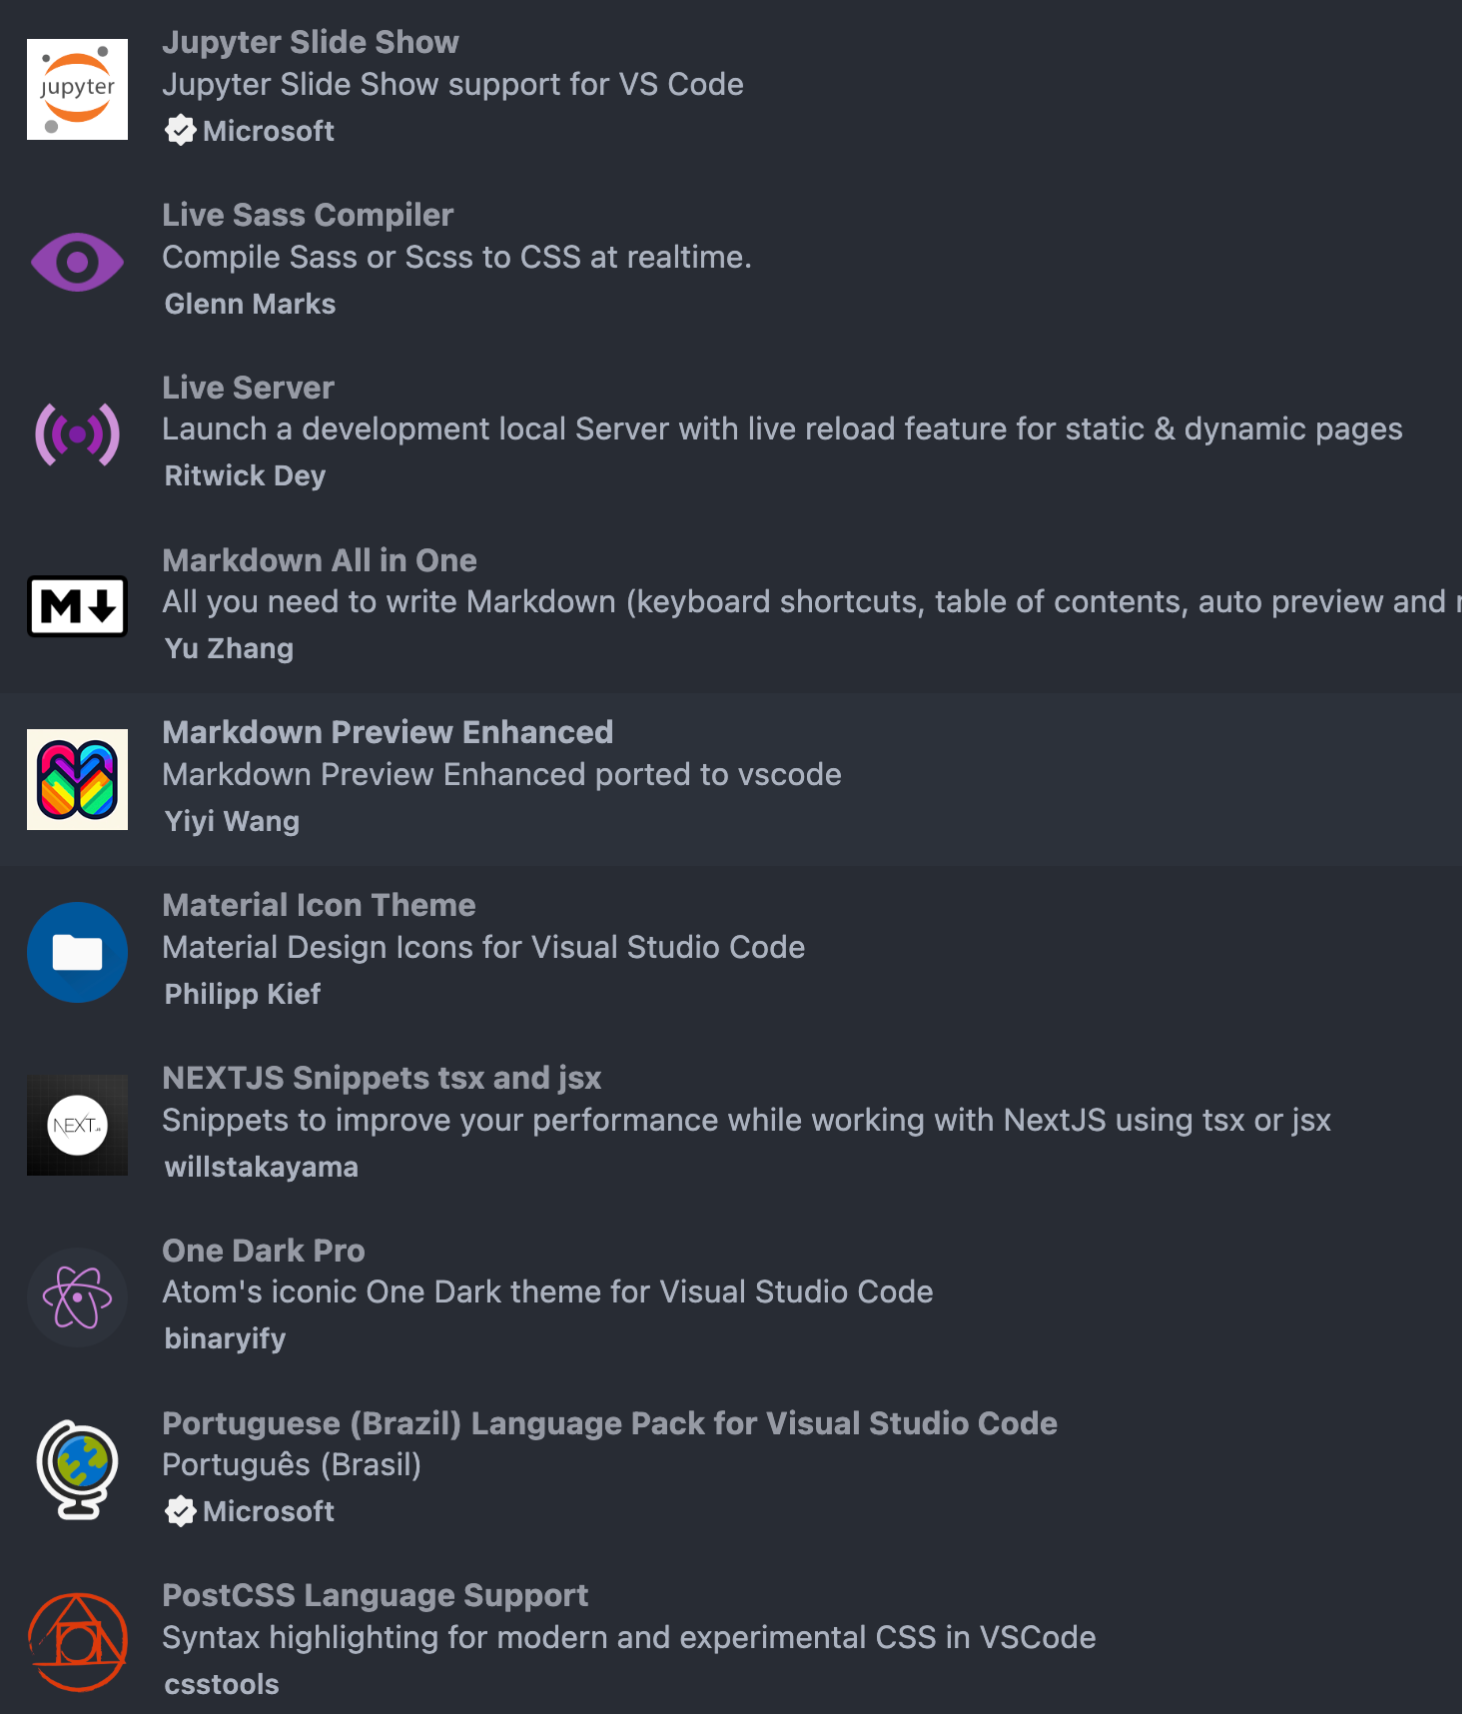 Jupyter Slide Show
jupyter
Jupyter Slide Show support for VS Code
Microsoft
Live Sass Compiler
Compile Sass or Scss to CSS at realtime.
Glenn Marks
Live Server
Launch a development local Server with live reload feature for static & dynamic pages
Ritwick Dey
Markdown All in One
M
All you need to write Markdown (keyboard shortcuts, table of contents, auto preview and
Yu Zhang
Markdown Preview Enhanced
Markdown Preview Enhanced ported to vscode
Yiyi Wang
Material Icon Theme
Material Design Icons for Visual Studio Code
Philipp Kief
NEXTJS Snippets tsx and jsx
NEXT.JS
Snippets to improve your performance while working with NextJS using tsx or jsx
willstakayama
One Dark Pro
Atom's iconic One Dark theme for Visual Studio Code
binaryify
Portuguese (Brazil) Language Pack for Visual Studio Code
Português (Brasil)
Microsoft
PostCSS Language Support
Syntax highlighting for modern and experimental CSS in VSCode
csstools